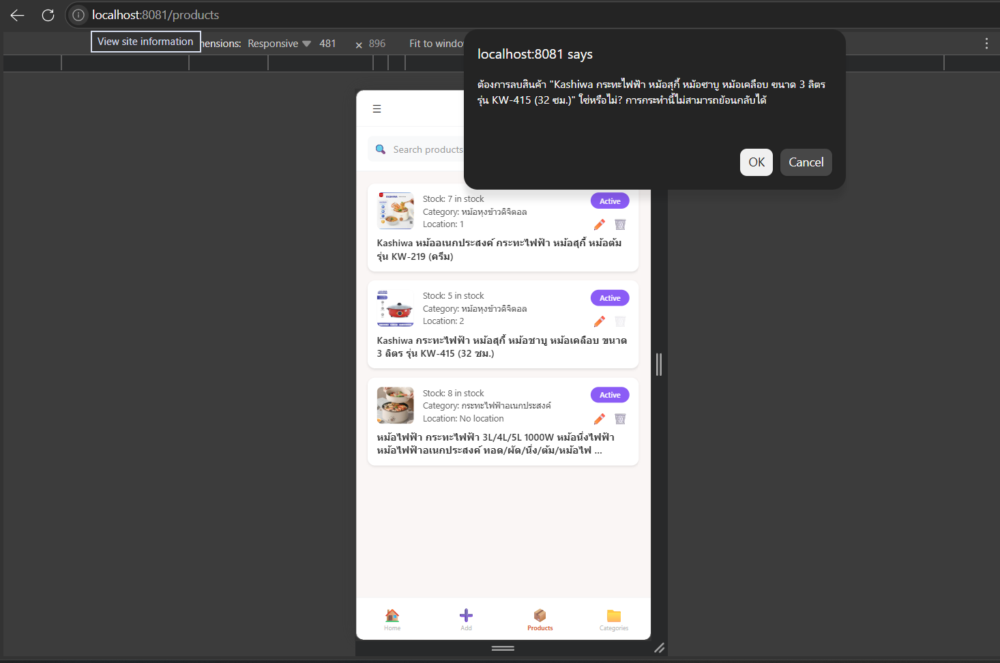 localhost:8081/products
View site information
mensions: Responsive 481 × 896 Fit to windo
localhost:8081 says
ต้องการลบสินค้า "Kashiwa กระทะไฟฟ้า หม้อสุกี้ หม้อชาบู หม้อเคลือบ ขนาด 3 ลิตร
รุ่น KW-415 (32 ซม.)" ใช่หรือไม่? การกระทำนี้ไม่สามารถย้อนกลับได้
OK Cancel
Search products
Stock: 7 in stock
Active
Category: หม้อหุงข้าวดิจิตอล
Location: 1
Kashiwa หม้ออเนกประสงค์ กระทะไฟฟ้า หม้อสุกี้ หม้อต้ม
รุ่น KW-219 (ครีม)
Stock: 5 in stock
Active
Category: หม้อหุงข้าวดิจิตอล
Location: 2
Kashiwa กระทะไฟฟ้า หม้อสุกี้ หม้อชาบู หม้อเคลือบ ขนาด
3 ลิตร รุ่น KW-415 (32 ซม.)
Stock: 8 in stock
Active
Category: กระทะไฟฟ้าอเนกประสงค์
Location: No location
หม้อไฟฟ้า กระทะไฟฟ้า 3L/4L/5L 1000W หม้อนึ่งไฟฟ้า
หม้อไฟฟ้าอเนกประสงค์ ทอด/ผัด/นึ่ง/ต้ม/หม้อไฟ ...
Home Add Products Categories